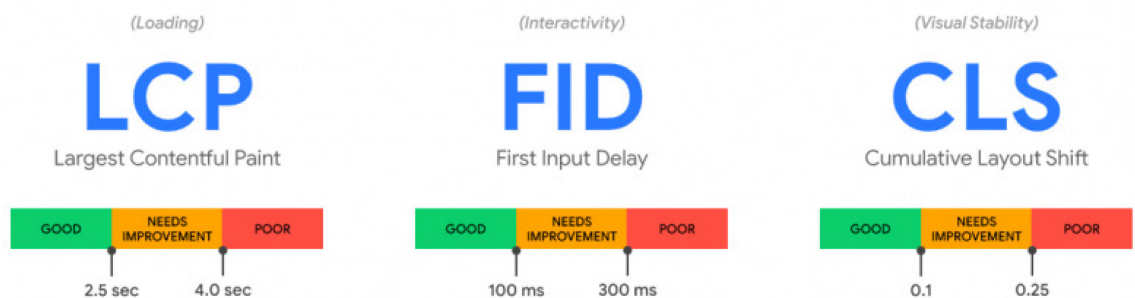 (Loading)
LCP
Largest Contentful Paint
GOOD
NEEDS
IMPROVEMENT
POOR
2.5 sec
4.0 sec
(Interactivity)
FID
First Input Delay
GOOD
NEEDS
IMPROVEMENT
POOR
100 ms
300 ms
(Visual Stability)
CLS
Cumulative Layout Shift
GOOD
NEEDS
IMPROVEMENT
POOR
0.1
0.25